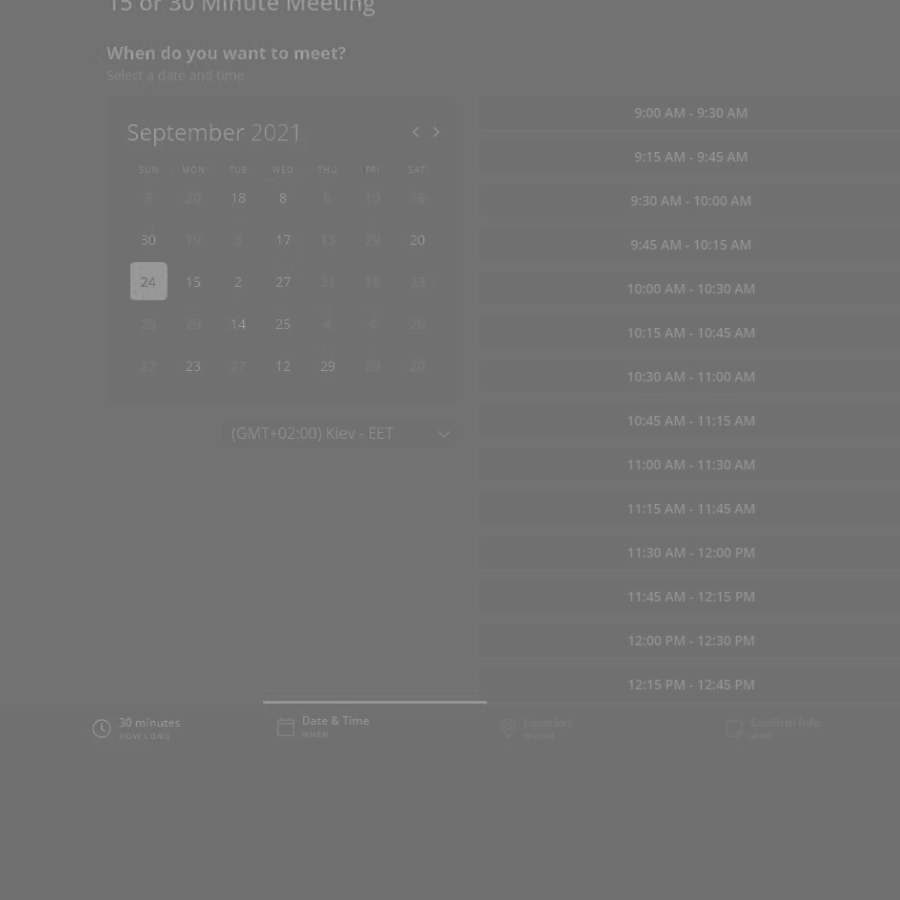 15 or 30 Minute Meeting
When do you want to meet?
Select a date and time
September 2021
SUN MON TUE WED THU FRI SAT
5 20 18 8 6 10 16
30 19 3 17 13 29 20
24 15 2 27 31 18 23
14 25 4 4 26
27 23 27 12 29 29 20
(GMT+02:00) Kiev - EET
9:00 AM - 9:30 AM
9:15 AM - 9:45 AM
9:30 AM - 10:00 AM
9:45 AM - 10:15 AM
10:00 AM - 10:30 AM
10:15 AM - 10:45 AM
10:30 AM - 11:00 AM
10:45 AM - 11:15 AM
11:00 AM - 11:30 AM
11:15 AM - 11:45 AM
11:30 AM - 12:00 PM
11:45 AM - 12:15 PM
12:00 PM - 12:30 PM
12:15 PM - 12:45 PM
30 minutes
HOW LONG
Date & Time
WHEN
Location
WHERE
Confirm Info
WHO